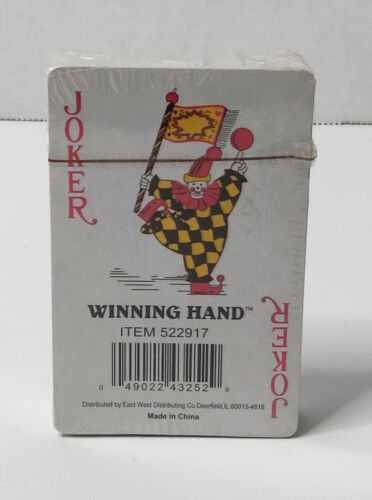 JOKER
WINNING HAND™
ITEM 522917
0 49022 43252 9
Distributed by East West Distributing Co.Deerfield,IL 60015-4616
Made in China
JOKER